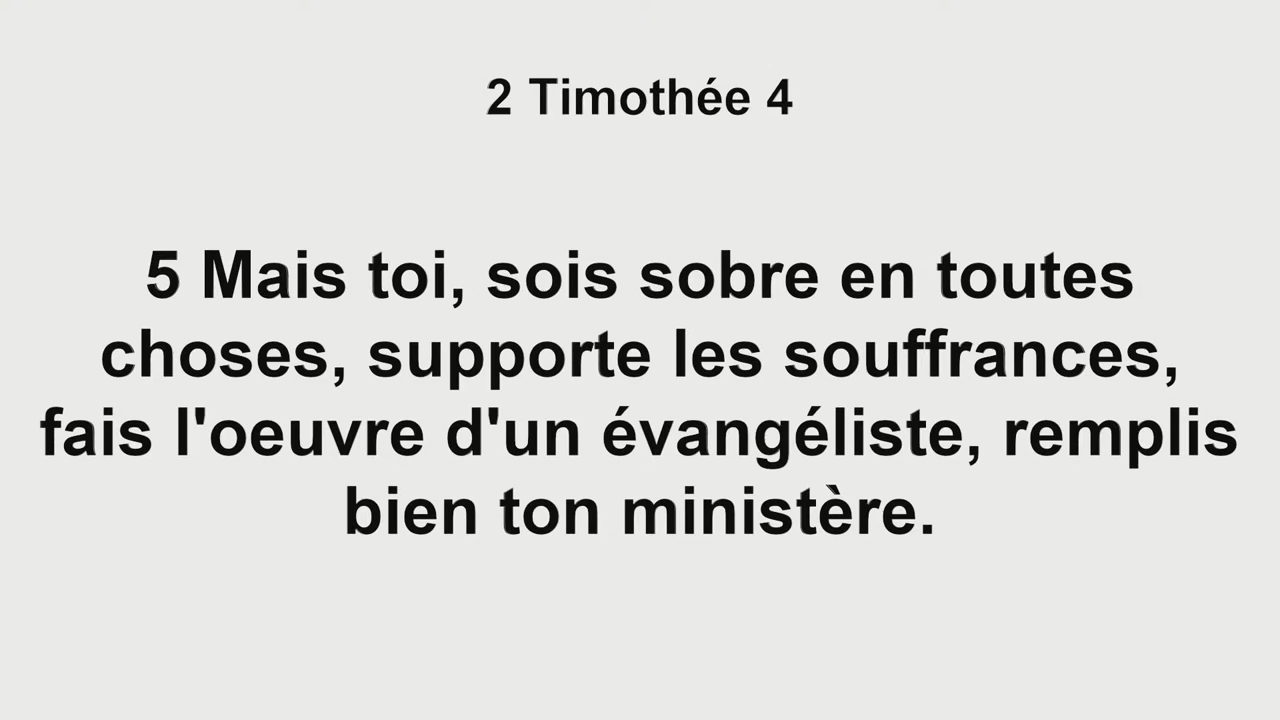 2 Timothée 4
5 Mais toi, sois sobre en toutes
choses, supporte les souffrances,
fais l'oeuvre d'un évangéliste, remplis
bien ton ministère.